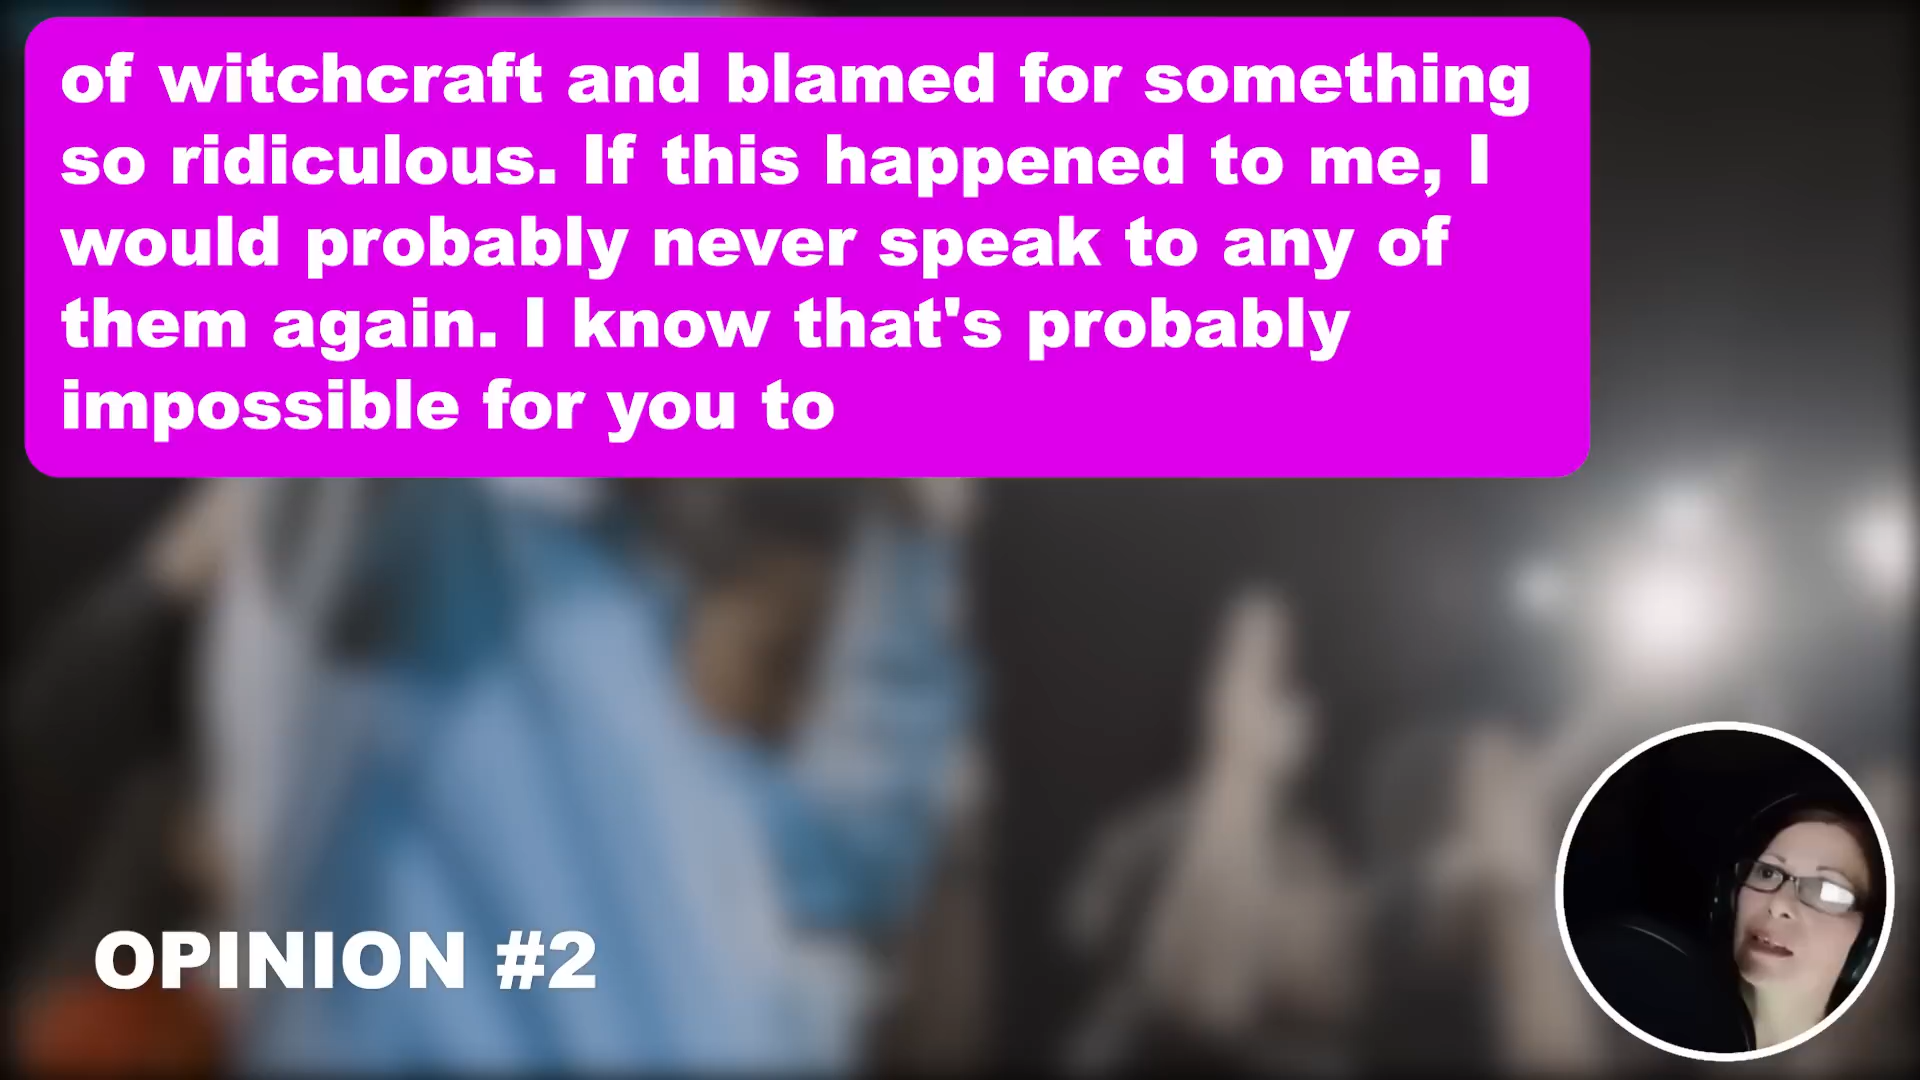 of witchcraft and blamed for something
so ridiculous. If this happened to me, I
would probably never speak to any of
them again. I know that's probably
impossible for you to
OPINION #2